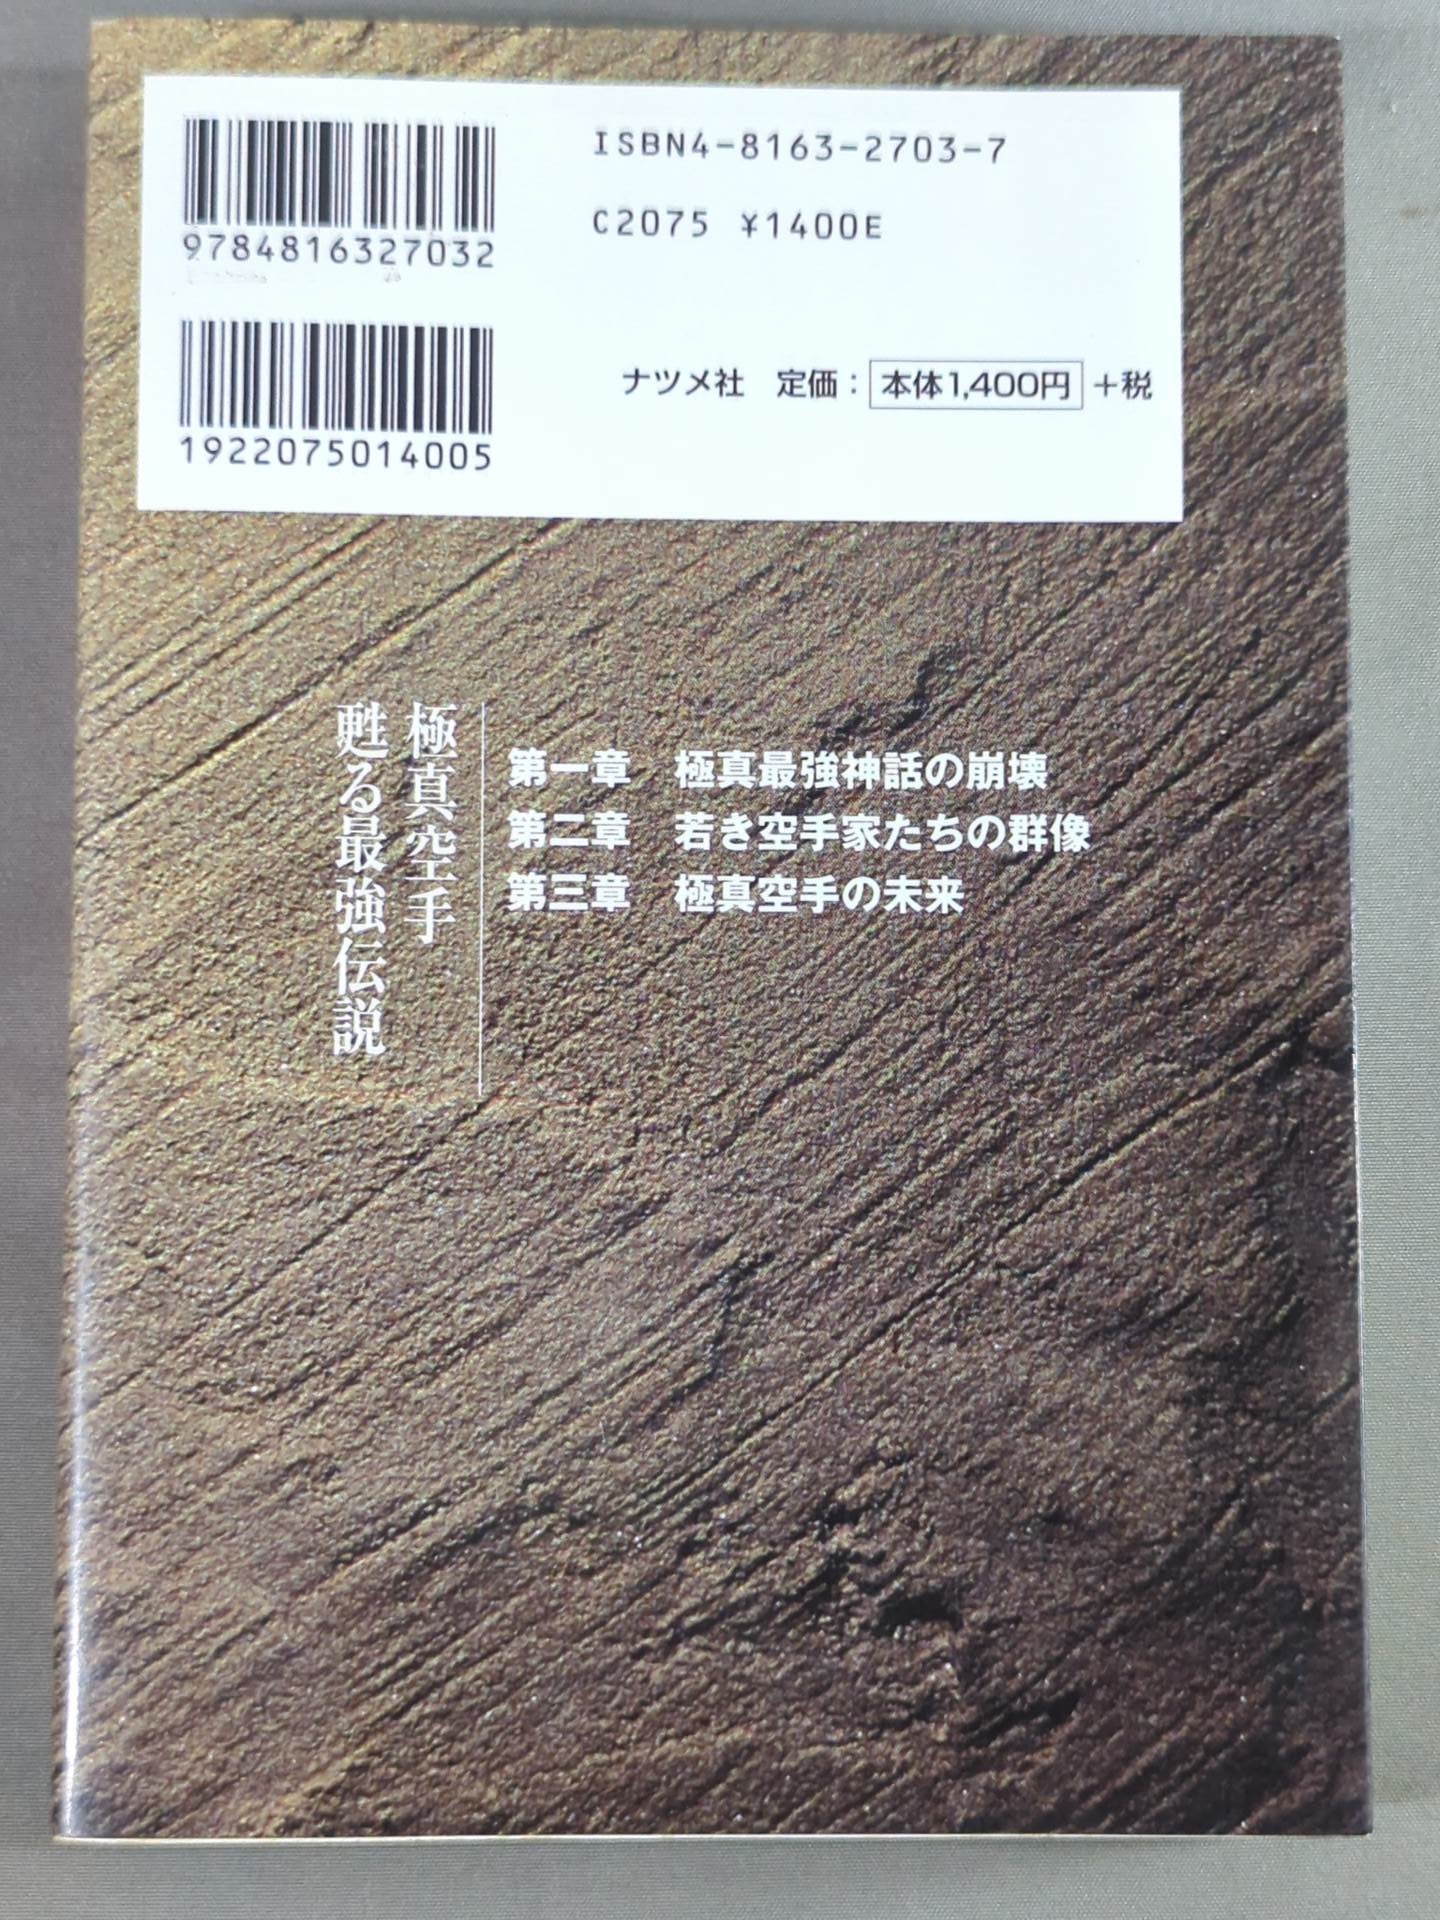 ISBN4-8163-2703-7
C2075 ¥1400E
9784816327032
ナツメ社 定価：本体1,400円＋税
1922075014005
極真空手
甦る最強伝説
第一章 極真最強神話の崩壊
第二章 若き空手家たちの群像
第三章 極真空手の未来